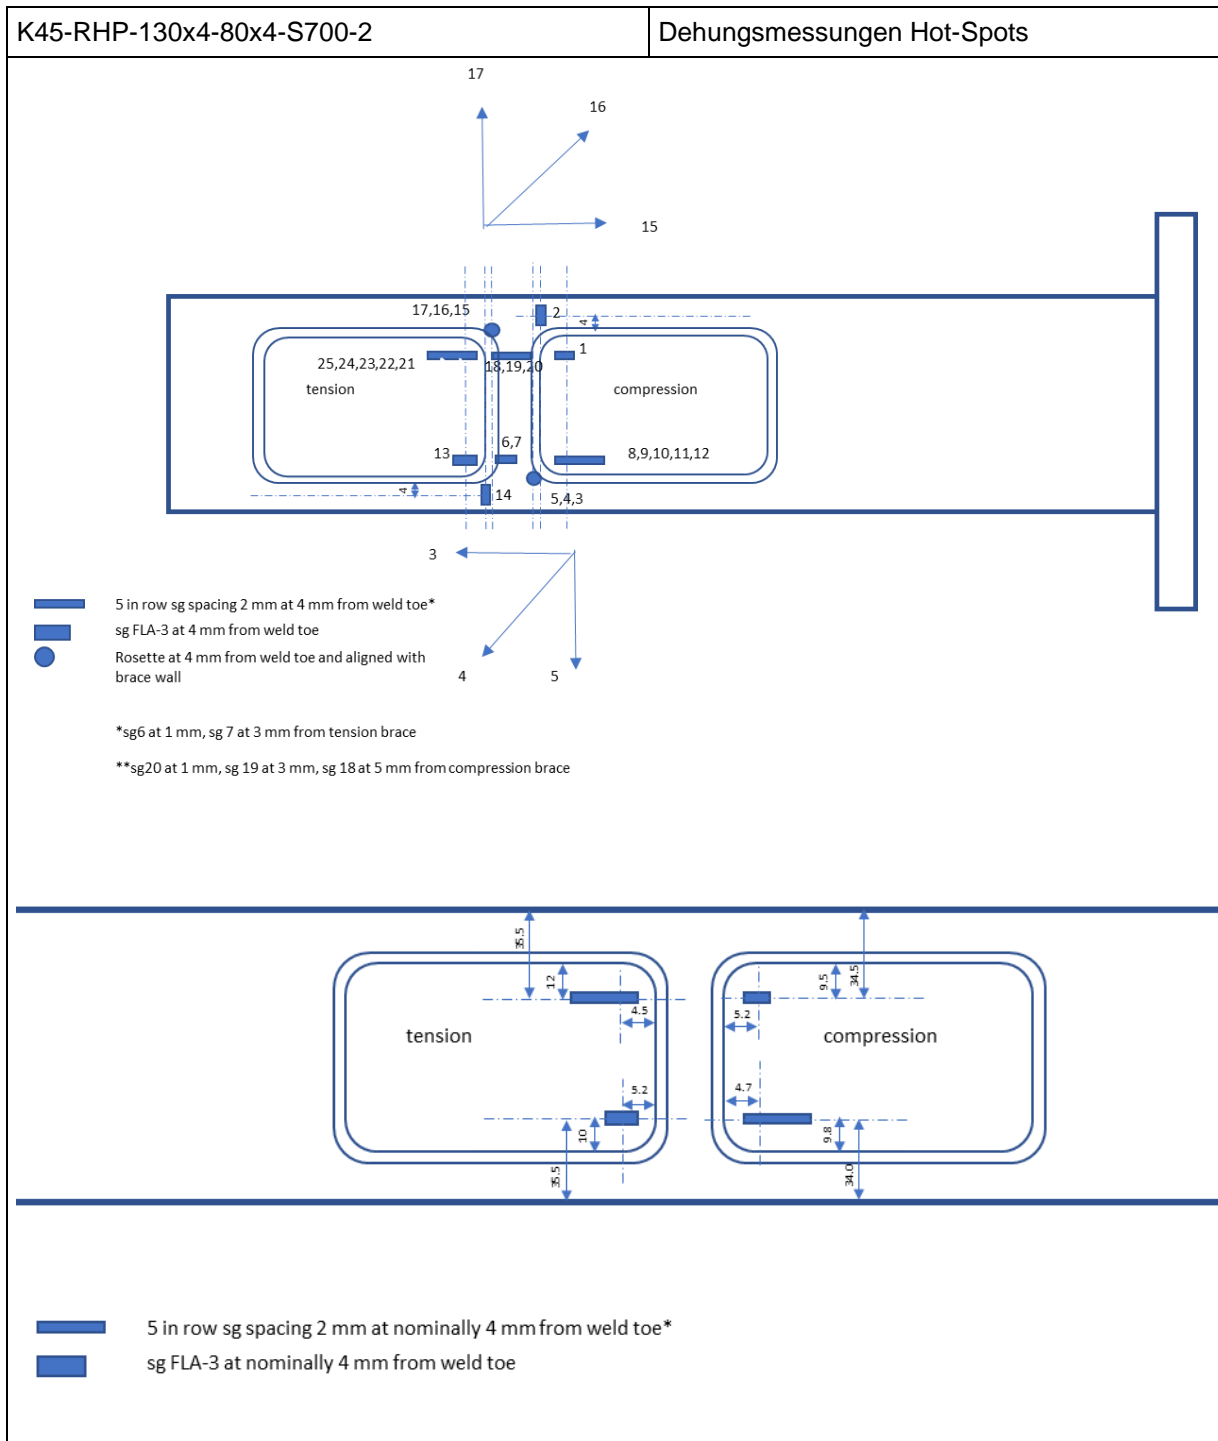 K45-RHP-130x4-80x4-S700-2
Dehungsmessungen Hot-Spots
17
16
15
17,16,15
2
4
1
25,24,23,22,21
18,19,20
tension
compression
13
6,7
8,9,10,11,12
4
14
5,4,3
3
4
5
5 in row sg spacing 2 mm at 4 mm from weld toe*
sg FLA-3 at 4 mm from weld toe
Rosette at 4 mm from weld toe and aligned with
brace wall
*sg6 at 1 mm, sg 7 at 3 mm from tension brace
**sg20 at 1 mm, sg 19 at 3 mm, sg 18 at 5 mm from compression brace
35.5
34.5
12
9.5
4.5
5.2
tension
compression
5.2
4.7
10
9.8
35.5
34.0
5 in row sg spacing 2 mm at nominally 4 mm from weld toe*
sg FLA-3 at nominally 4 mm from weld toe